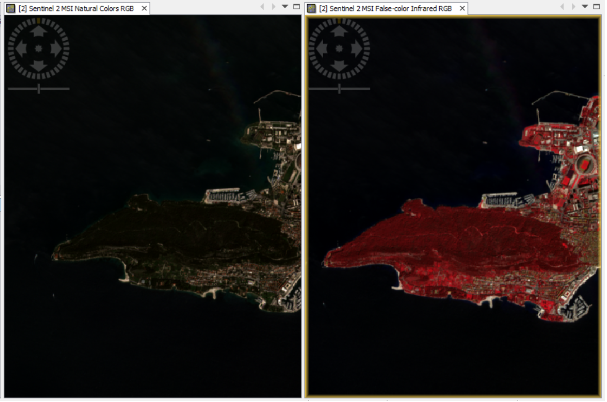 [2] Sentinel 2 MSI Natural Colors RGB
[2] Sentinel 2 MSI False-color Infrared RGB